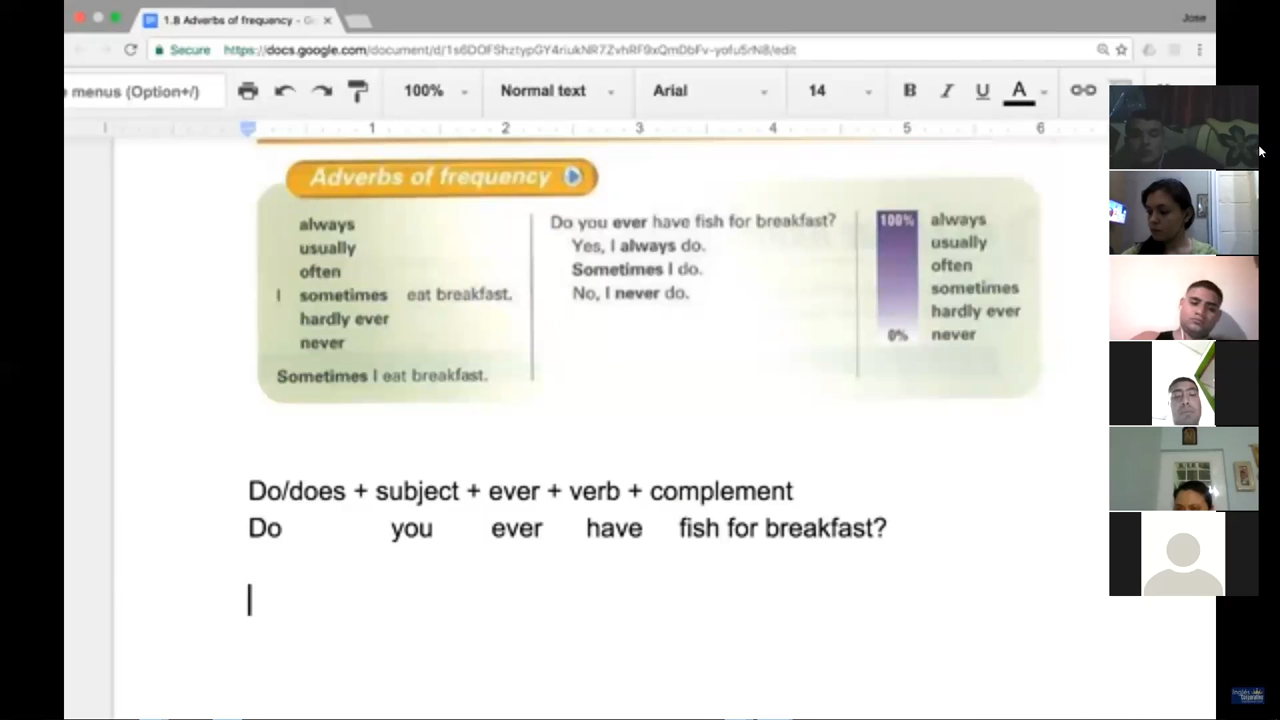 1.8 Adverbs of frequency - G
Jose
Secure
https://docs.google.com/document/d/1s6DOFShztypGY4riukNR7ZvhRF9xQmDbFv-yofu5rN8/edit
menus (Option+/)
100%
Normal text
Arial
14
B I U A
1 2 3 4 5 6
Adverbs of frequency
always
usually
often
I sometimes eat breakfast.
hardly ever
never
Sometimes I eat breakfast.
Do you ever have fish for breakfast?
Yes, I always do.
Sometimes I do.
No, I never do.
100%
0%
always
usually
often
sometimes
hardly ever
never
Do/does + subject + ever + verb + complement
Do you ever have fish for breakfast?
Inglés
Corporativo